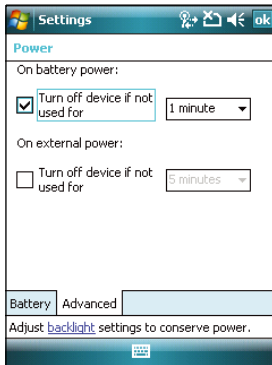 Settings
ok
Power
On battery power:
Turn off device if not
used for
1 minute
On external power:
Turn off device if not
used for
5 minutes
Battery
Advanced
Adjust backlight settings to conserve power.